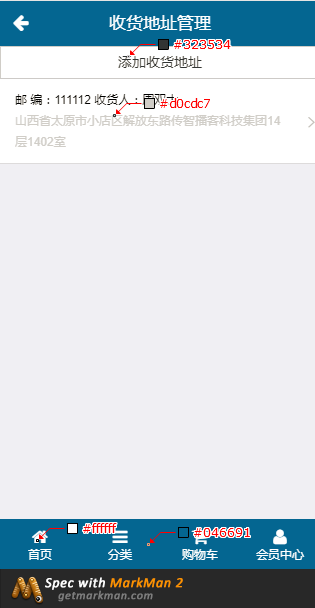 收货地址管理
#323534
添加收货地址
邮 编：111112 收货人：
#d0cdc7
山西省太原市小店区解放东路传智播客科技集团14
层1402室
#ffffff
#046691
首页 分类 购物车 会员中心
Spec with MarkMan 2
getmarkman.com